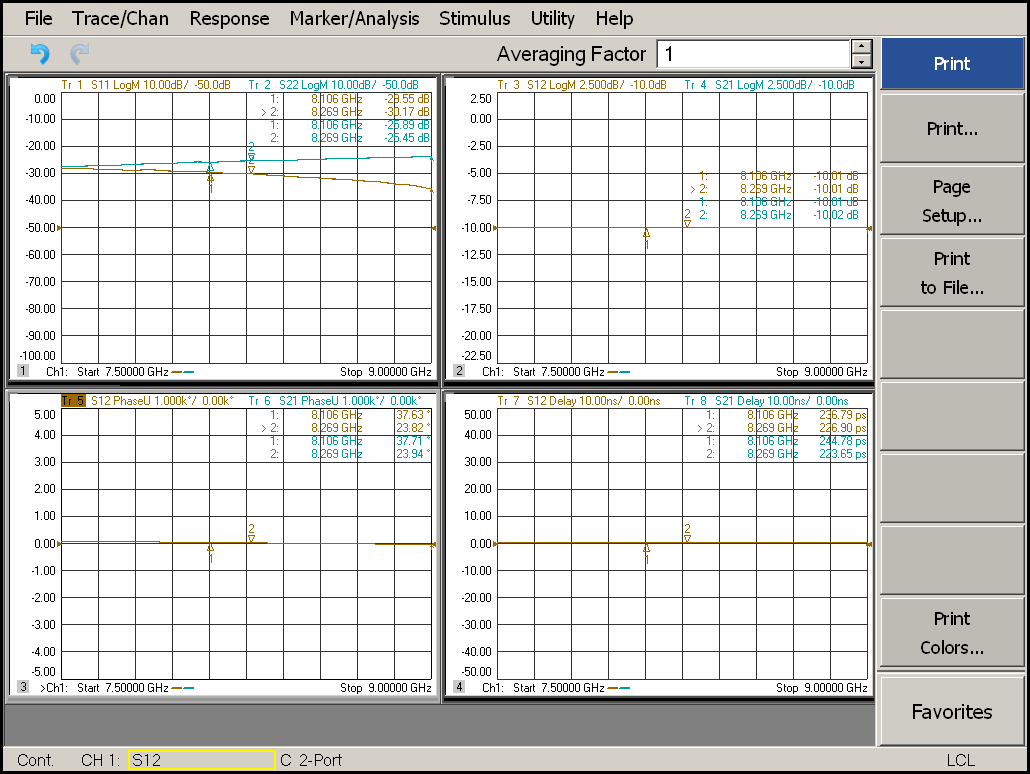 File Trace/Chan Response Marker/Analysis Stimulus Utility Help
Averaging Factor 1
Tr 1 S11 LogM 10.00dB/ -50.0dB Tr 2 S22 LogM 10.00dB/ -50.0dB
1: 8.106 GHz -29.55 dB
> 2: 8.269 GHz -30.17 dB
1: 8.106 GHz -25.89 dB
2: 8.269 GHz -25.45 dB
0.00
-10.00
-20.00
-30.00
-40.00
-50.00
-60.00
-70.00
-80.00
-90.00
-100.00
2
2
1
1 Ch1: Start 7.50000 GHz Stop 9.00000 GHz
Tr 3 S12 LogM 2.500dB/ -10.0dB Tr 4 S21 LogM 2.500dB/ -10.0dB
2.50
0.00
-2.50
-5.00
-7.50
-10.00
-12.50
-15.00
-17.50
-20.00
-22.50
1: 8.106 GHz -10.01 dB
> 2: 8.269 GHz -10.01 dB
1: 8.106 GHz -10.01 dB
2: 8.269 GHz -10.02 dB
2
1
2 Ch1: Start 7.50000 GHz Stop 9.00000 GHz
Tr 5 S12 PhaseU 1.000k°/ 0.00k° Tr 6 S21 PhaseU 1.000k°/ 0.00k°
1: 8.106 GHz 37.63 °
> 2: 8.269 GHz 23.82 °
1: 8.106 GHz 37.71 °
2: 8.269 GHz 23.94 °
5.00
4.00
3.00
2.00
1.00
0.00
-1.00
-2.00
-3.00
-4.00
-5.00
2
1
3 >Ch1: Start 7.50000 GHz Stop 9.00000 GHz
Tr 7 S12 Delay 10.00ns/ 0.00ns Tr 8 S21 Delay 10.00ns/ 0.00ns
1: 8.106 GHz 236.79 ps
> 2: 8.269 GHz 226.90 ps
1: 8.106 GHz 244.78 ps
2: 8.269 GHz 223.65 ps
50.00
40.00
30.00
20.00
10.00
0.00
-10.00
-20.00
-30.00
-40.00
-50.00
2
1
4 Ch1: Start 7.50000 GHz Stop 9.00000 GHz
Print
Print...
Page
Setup...
Print
to File...
Print
Colors...
Favorites
Cont. CH 1: S12 C 2-Port LCL